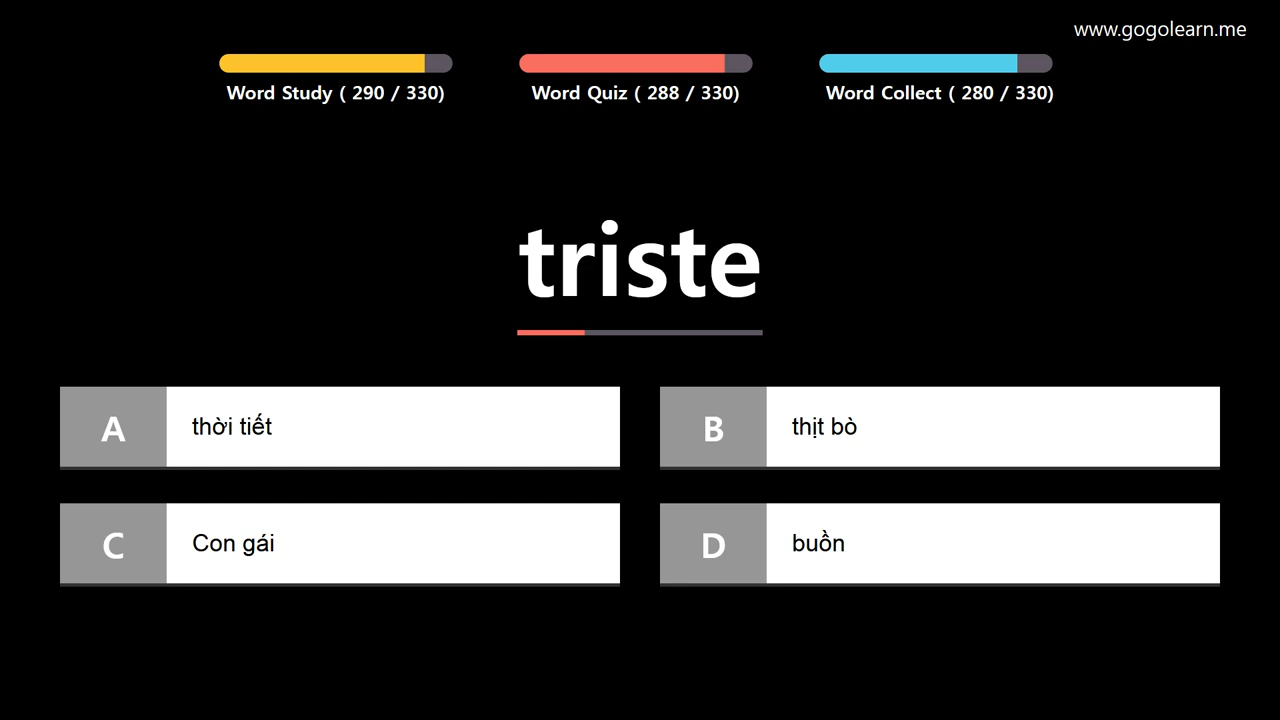 www.gogolearn.me
Word Study ( 290 / 330)
Word Quiz ( 288 / 330)
Word Collect ( 280 / 330)
triste
A
thời tiết
B
thịt bò
C
Con gái
D
buồn